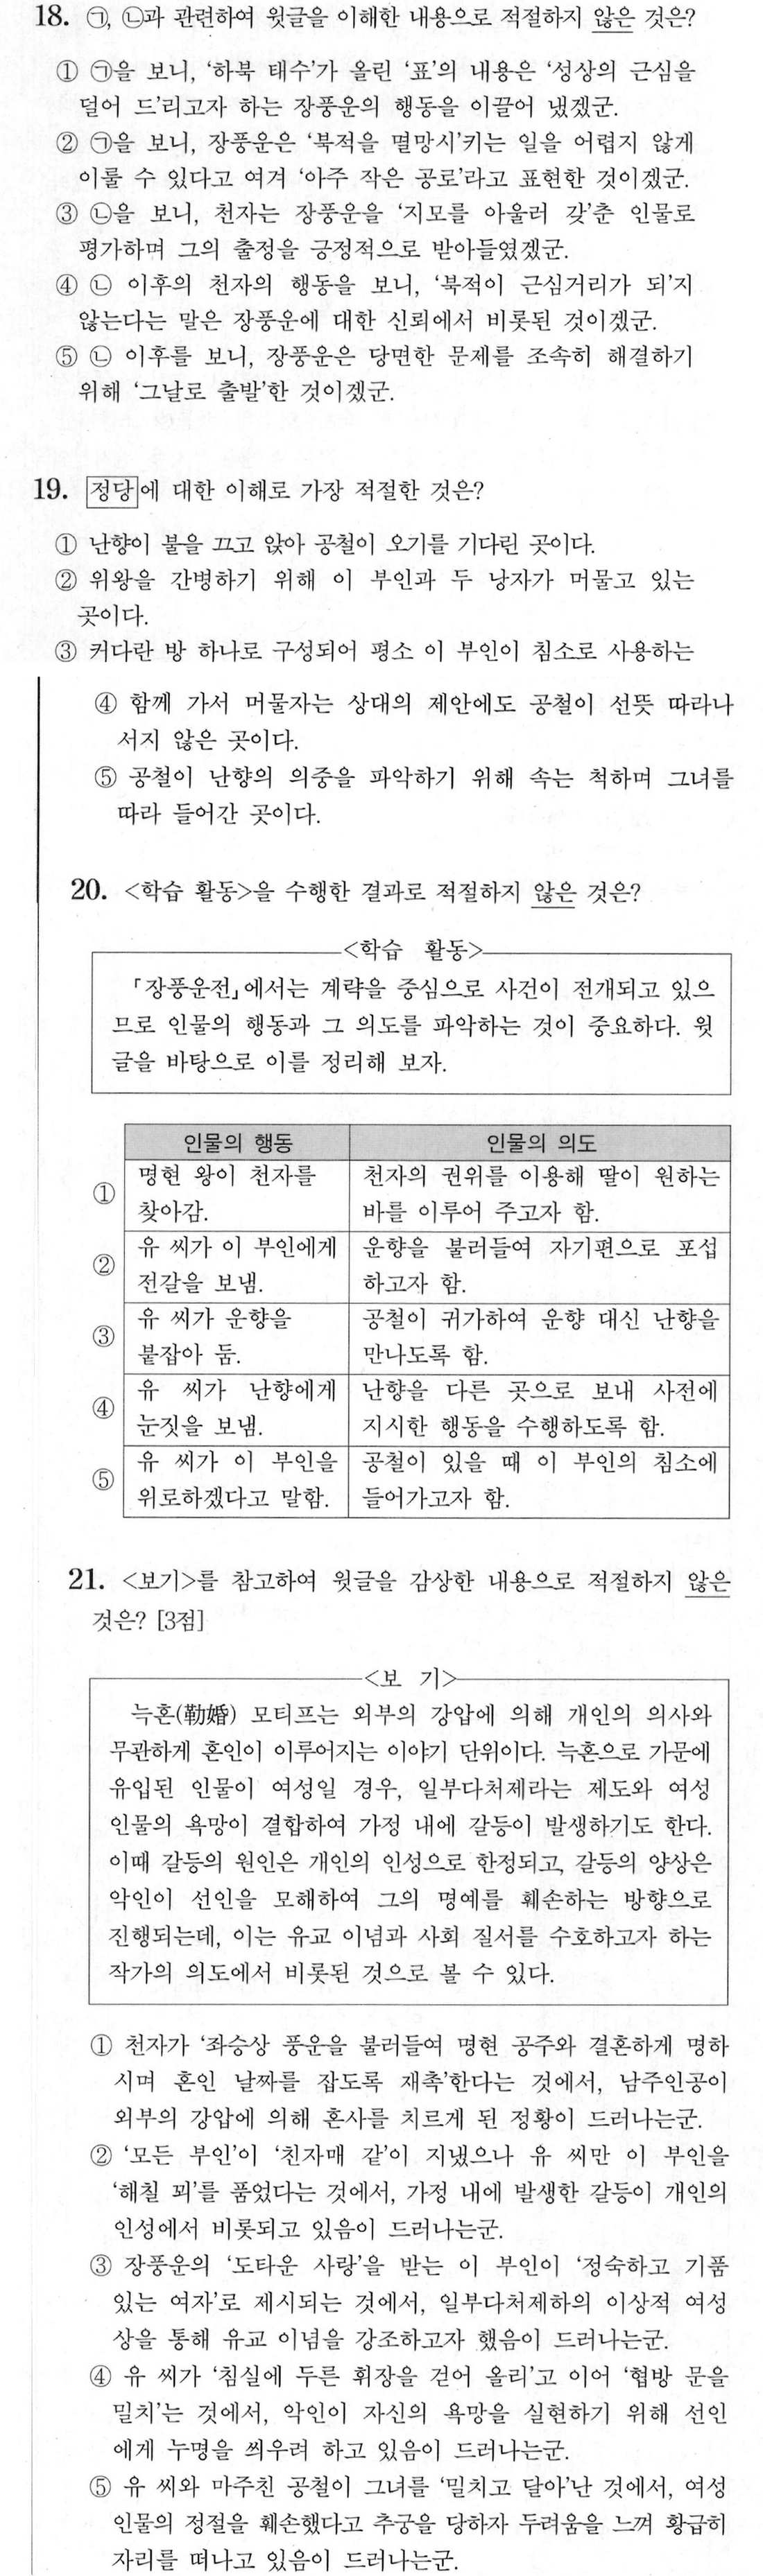 18. ㉠, ㉡과 관련하여 윗글을 이해한 내용으로 적절하지 않은 것은?
① ㉠을 보니, ‘하북 태수’가 올린 ‘표’의 내용은 ‘성상의 근심을
덜어 드’리고자 하는 장풍운의 행동을 이끌어 냈겠군.
② ㉠을 보니, 장풍운은 ‘북적을 멸망시’키는 일을 어렵지 않게
이룰 수 있다고 여겨 ‘아주 작은 공로’라고 표현한 것이겠군.
③ ㉡을 보니, 천자는 장풍운을 ‘지모를 아울러 갖’춘 인물로
평가하며 그의 출정을 긍정적으로 받아들였겠군.
④ ㉡ 이후의 천자의 행동을 보니, ‘북적이 근심거리가 되’지
않는다는 말은 장풍운에 대한 신뢰에서 비롯된 것이겠군.
⑤ ㉡ 이후를 보니, 장풍운은 당면한 문제를 조속히 해결하기
위해 ‘그날로 출발’한 것이겠군.
19. 정당에 대한 이해로 가장 적절한 것은?
① 난향이 불을 끄고 앉아 공철이 오기를 기다린 곳이다.
② 위왕을 간병하기 위해 이 부인과 두 낭자가 머물고 있는
곳이다.
③ 커다란 방 하나로 구성되어 평소 이 부인이 침소로 사용하는
④ 함께 가서 머물자는 상대의 제안에도 공철이 선뜻 따라나
서지 않은 곳이다.
⑤ 공철이 난향의 의중을 파악하기 위해 속는 척하며 그녀를
따라 들어간 곳이다.
20. <학습 활동>을 수행한 결과로 적절하지 않은 것은?
<학습 활동>
「장풍운전」에서는 계략을 중심으로 사건이 전개되고 있으
므로 인물의 행동과 그 의도를 파악하는 것이 중요하다. 윗
글을 바탕으로 이를 정리해 보자.
인물의 행동 인물의 의도
① 명현 왕이 천자를 천자의 권위를 이용해 딸이 원하는
찾아감. 바를 이루어 주고자 함.
② 유 씨가 이 부인에게 운향을 불러들여 자기편으로 포섭
전갈을 보냄. 하고자 함.
③ 유 씨가 운향을 공철이 귀가하여 운향 대신 난향을
붙잡아 둠. 만나도록 함.
④ 유 씨가 난향에게 난향을 다른 곳으로 보내 사전에
눈짓을 보냄. 지시한 행동을 수행하도록 함.
⑤ 유 씨가 이 부인을 공철이 있을 때 이 부인의 침소에
위로하겠다고 말함. 들어가고자 함.
21. <보기>를 참고하여 윗글을 감상한 내용으로 적절하지 않은
것은? [3점]
<보 기>
늑혼(勒婚) 모티프는 외부의 강압에 의해 개인의 의사와
무관하게 혼인이 이루어지는 이야기 단위이다. 늑혼으로 가문에
유입된 인물이 여성일 경우, 일부다처제라는 제도와 여성
인물의 욕망이 결합하여 가정 내에 갈등이 발생하기도 한다.
이때 갈등의 원인은 개인의 인성으로 한정되고, 갈등의 양상은
악인이 선인을 모해하여 그의 명예를 훼손하는 방향으로
진행되는데, 이는 유교 이념과 사회 질서를 수호하고자 하는
작가의 의도에서 비롯된 것으로 볼 수 있다.
① 천자가 ‘좌승상 풍운을 불러들여 명현 공주와 결혼하게 명하
시며 혼인 날짜를 잡도록 재촉’한다는 것에서, 남주인공이
외부의 강압에 의해 혼사를 치르게 된 정황이 드러나는군.
② ‘모든 부인’이 ‘친자매 같’이 지냈으나 유 씨만 이 부인을
‘해칠 꾀’를 품었다는 것에서, 가정 내에 발생한 갈등이 개인의
인성에서 비롯되고 있음이 드러나는군.
③ 장풍운의 ‘도타운 사랑’을 받는 이 부인이 ‘정숙하고 기품
있는 여자’로 제시되는 것에서, 일부다처제하의 이상적 여성
상을 통해 유교 이념을 강조하고자 했음이 드러나는군.
④ 유 씨가 ‘침실에 두른 휘장을 걷어 올리’고 이어 ‘협방 문을
밀치’는 것에서, 악인이 자신의 욕망을 실현하기 위해 선인
에게 누명을 씌우려 하고 있음이 드러나는군.
⑤ 유 씨와 마주친 공철이 그녀를 ‘밀치고 달아’난 것에서, 여성
인물의 정절을 훼손했다고 추궁을 당하자 두려움을 느껴 황급히
자리를 떠나고 있음이 드러나는군.